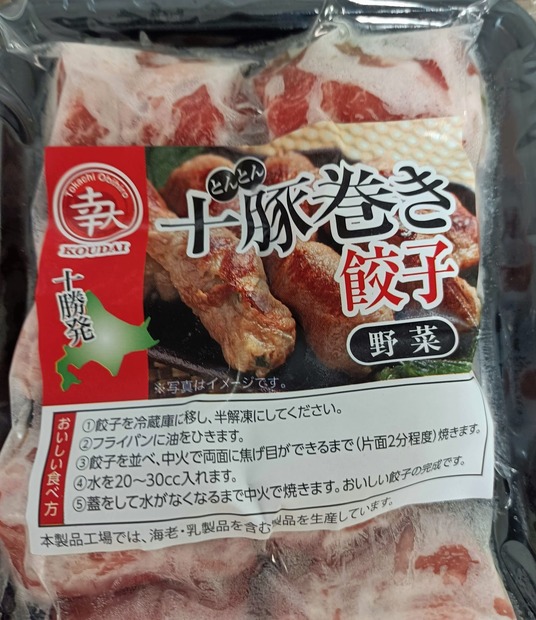 Tokachi Obihiro
幸大
KOUDAI
十勝発
とんとん
十豚巻き
餃子
野菜
※写真はイメージです。
おいしい食べ方
①餃子を冷蔵庫に移し、半解凍にしてください。
②フライパンに油をひきます。
③餃子を並べ、中火で両面に焦げ目ができるまで（片面2分程度）焼きます。
④水を20～30cc入れます。
⑤蓋をして水がなくなるまで中火で焼きます。おいしい餃子の完成です。
本製品工場では、海老・乳製品を含む製品を生産しています。